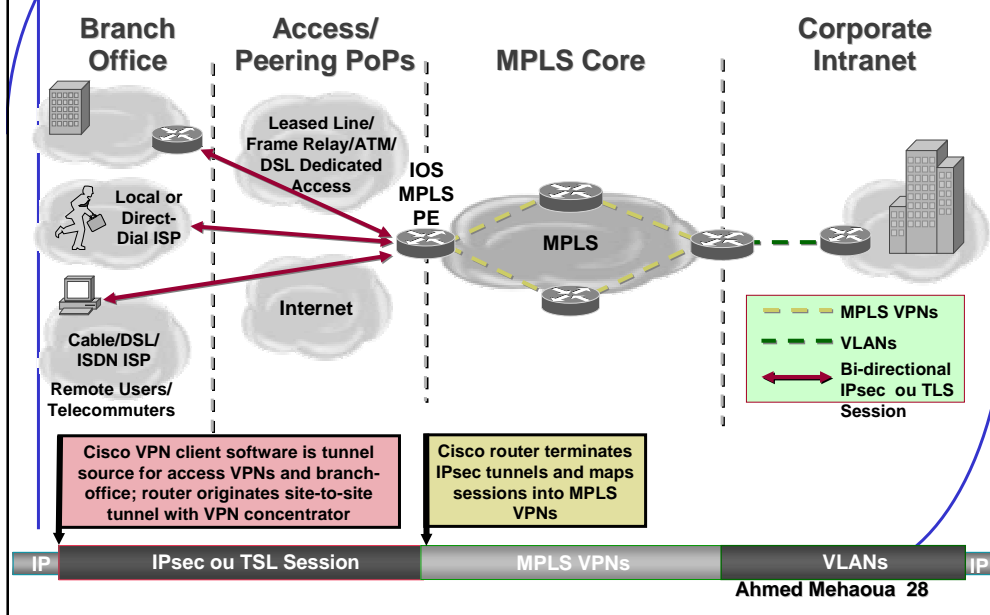 Branch
Office
Access/
Peering PoPs
MPLS Core
Corporate
Intranet
Leased Line/
Frame Relay/ATM/
DSL Dedicated
Access
IOS
MPLS
PE
Local or
Direct-
Dial ISP
MPLS
Internet
Cable/DSL/
ISDN ISP
Remote Users/
Telecommuters
MPLS VPNs
VLANs
Bi-directional
IPsec ou TLS
Session
Cisco VPN client software is tunnel
source for access VPNs and branch-
office; router originates site-to-site
tunnel with VPN concentrator
Cisco router terminates
IPsec tunnels and maps
sessions into MPLS
VPNs
IP
IPsec ou TSL Session
MPLS VPNs
VLANs
IP
Ahmed Mehaoua 28